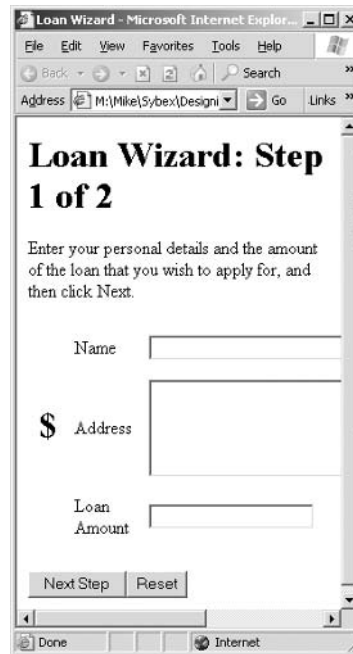 Loan Wizard - Microsoft Internet Explor...
File Edit View Favorites Tools Help
Back Search »
Address M:\Mike\Sybex\Designi Go Links »
Loan Wizard: Step
1 of 2
Enter your personal details and the amount
of the loan that you wish to apply for, and
then click Next.
Name
$ Address
Loan
Amount
Next Step Reset
Done Internet